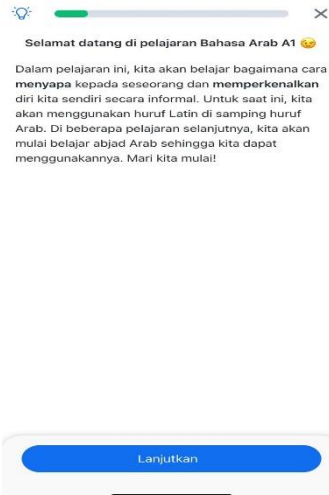 Selamat datang di pelajaran Bahasa Arab A1 😉
Dalam pelajaran ini, kita akan belajar bagaimana cara
menyapa kepada seseorang dan memperkenalkan
diri kita sendiri secara informal. Untuk saat ini, kita
akan menggunakan huruf Latin di samping huruf
Arab. Di beberapa pelajaran selanjutnya, kita akan
mulai belajar abjad Arab sehingga kita dapat
menggunakannya. Mari kita mulai!
Lanjutkan